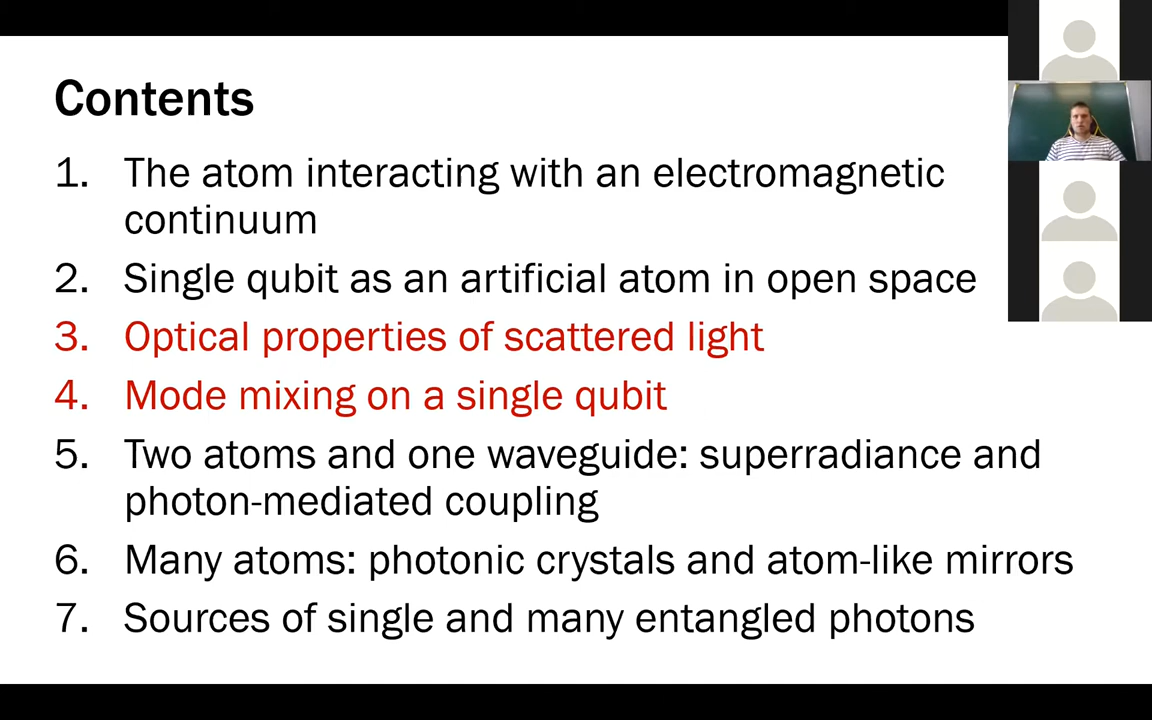 Contents
1. The atom interacting with an electromagnetic
continuum
2. Single qubit as an artificial atom in open space
3. Optical properties of scattered light
4. Mode mixing on a single qubit
5. Two atoms and one waveguide: superradiance and
photon-mediated coupling
6. Many atoms: photonic crystals and atom-like mirrors
7. Sources of single and many entangled photons